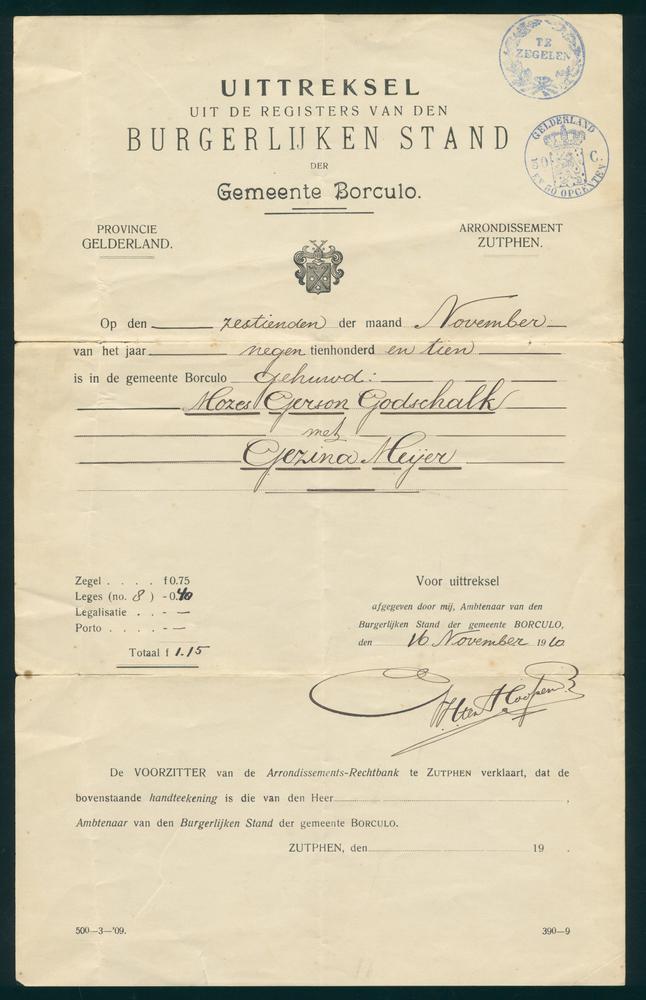 TE
ZEGELEN
UITTREKSEL
UIT DE REGISTERS VAN DEN
BURGERLIJKEN STAND
DER
Gemeente Borculo.
GELDERLAND
50 C.
EN 50 OPCENTEN
PROVINCIE
GELDERLAND.
ARRONDISSEMENT
ZUTPHEN.
Op den zestienden der maand November
van het jaar negen tienhonderd en tien
is in de gemeente Borculo gehuwd:
Mozes Gerson Godschalk
met
Gezina Meijer
Zegel . . . . f 0.75
Leges (no. 8 ) - 0.40
Legalisatie . . - —
Porto . . . . - —
Totaal f 1.15
Voor uittreksel
afgegeven door mij, Ambtenaar van den
Burgerlijken Stand der gemeente BORCULO,
den 16 November 1910
De VOORZITTER van de Arrondissements-Rechtbank te ZUTPHEN verklaart, dat de
bovenstaande handteekening is die van den Heer ,
Ambtenaar van den Burgerlijken Stand der gemeente BORCULO.
ZUTPHEN, den 19 .
500—3—'09.
390—9